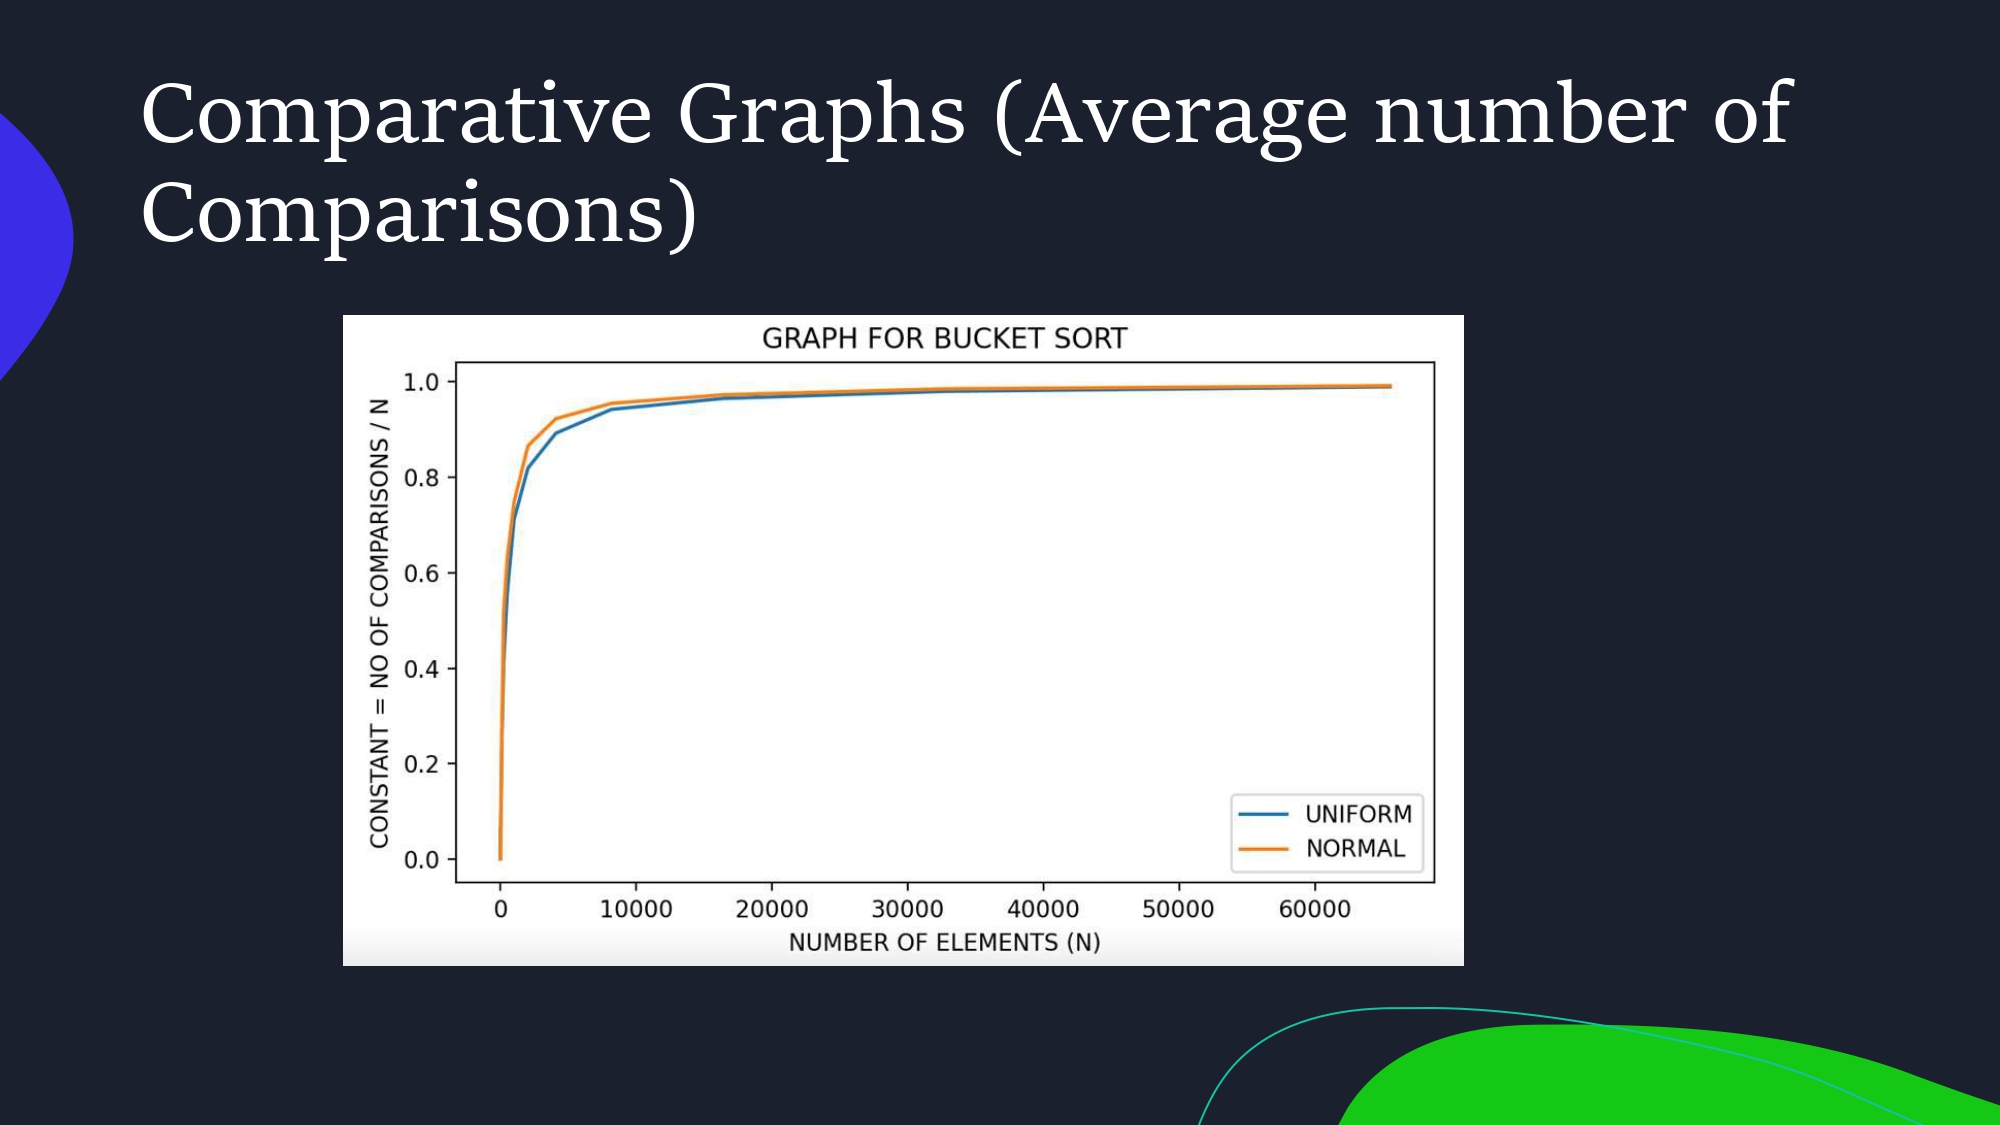 Comparative Graphs (Average number of
Comparisons)
GRAPH FOR BUCKET SORT
CONSTANT = NO OF COMPARISONS / N
1.0
0.8
0.6
0.4
0.2
0.0
UNIFORM
NORMAL
0 10000 20000 30000 40000 50000 60000
NUMBER OF ELEMENTS (N)